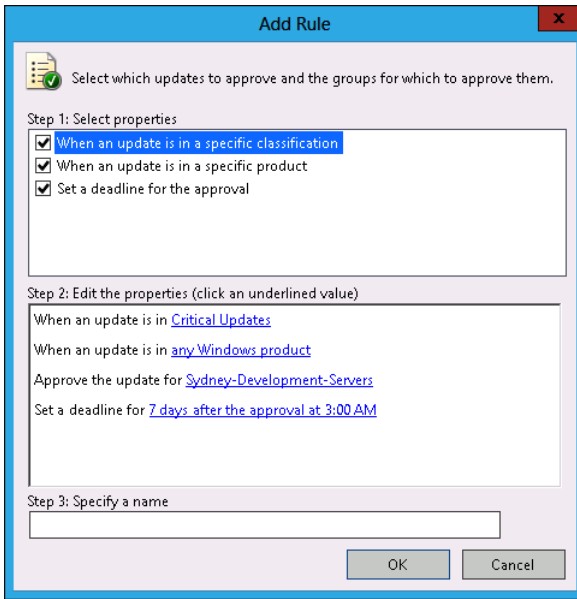 Add Rule
x
Select which updates to approve and the groups for which to approve them.
Step 1: Select properties
When an update is in a specific classification
When an update is in a specific product
Set a deadline for the approval
Step 2: Edit the properties (click an underlined value)
When an update is in Critical Updates
When an update is in any Windows product
Approve the update for Sydney-Development-Servers
Set a deadline for 7 days after the approval at 3:00 AM
Step 3: Specify a name
OK
Cancel